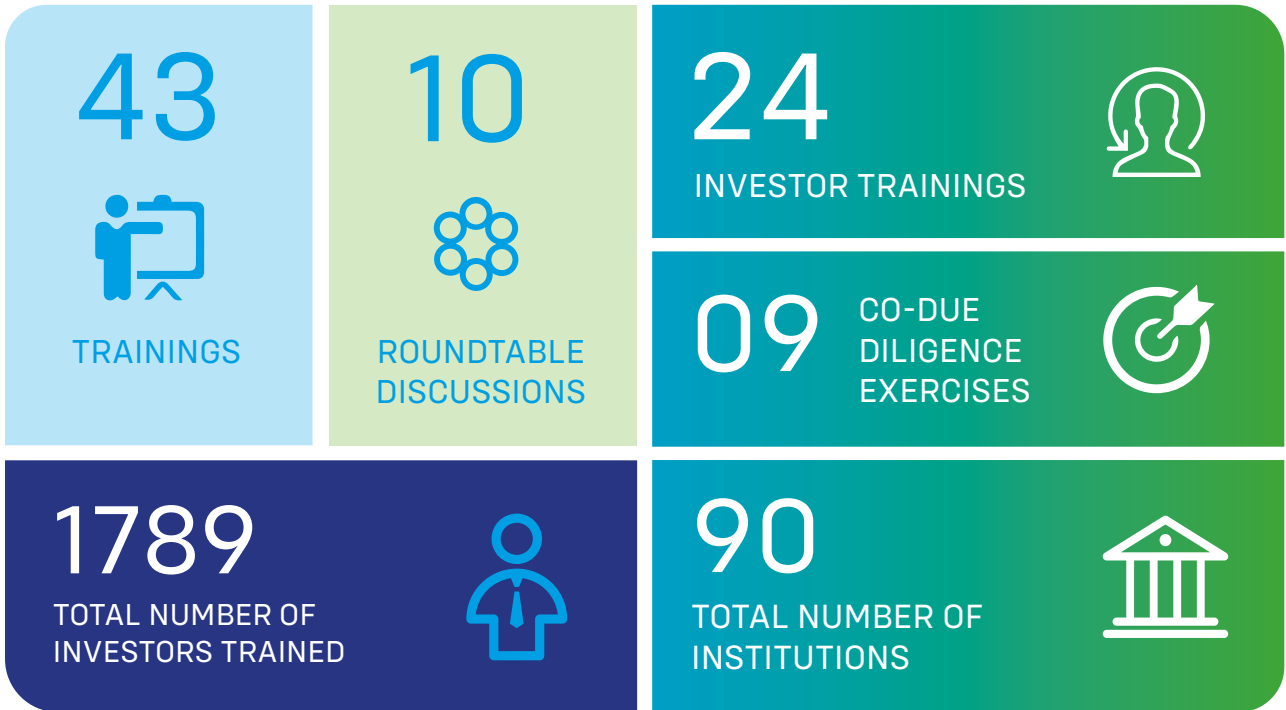 43
TRAININGS
10
ROUNDTABLE
DISCUSSIONS
24
INVESTOR TRAININGS
09
CO-DUE
DILIGENCE
EXERCISES
1789
TOTAL NUMBER OF
INVESTORS TRAINED
90
TOTAL NUMBER OF
INSTITUTIONS